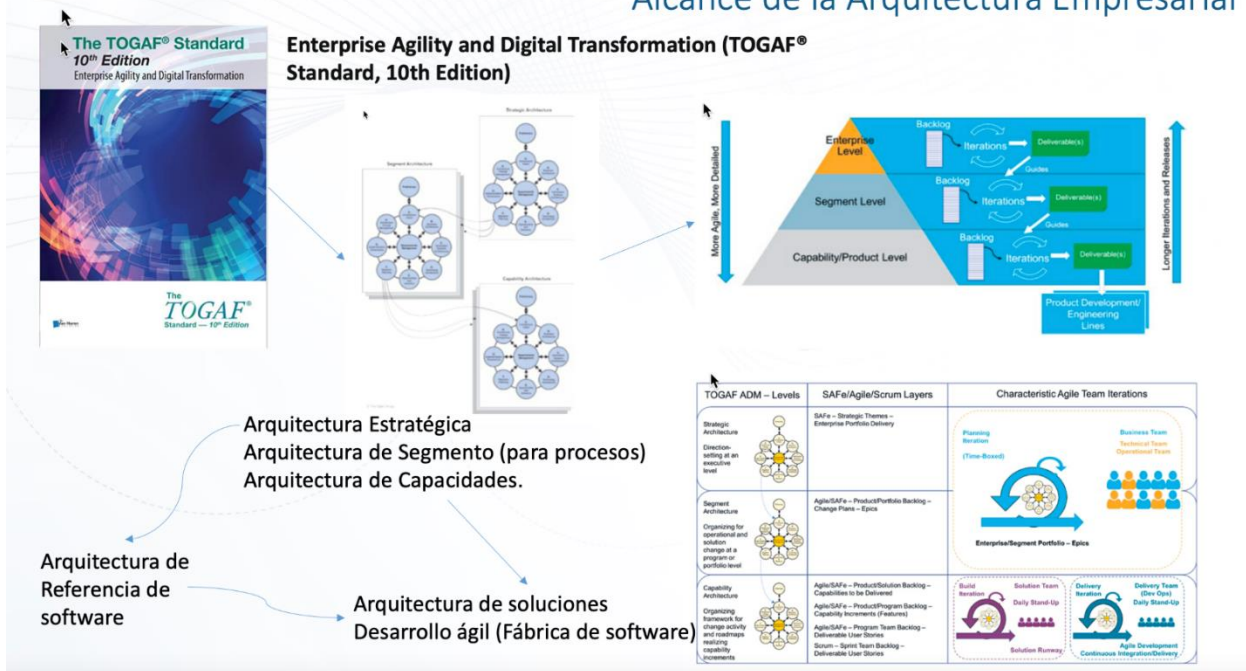 Alcance de la Arquitectura Empresarial
The TOGAF® Standard
10th Edition
Enterprise Agility and Digital Transformation
The
TOGAF®
Standard — 10th Edition
Enterprise Agility and Digital Transformation (TOGAF®
Standard, 10th Edition)
Strategic Architecture
Segment Architecture
Capability Architecture
More Agile, More Detailed
Enterprise
Level
Segment Level
Capability/Product Level
Backlog
Iterations
Deliverable(s)
Guides
Backlog
Iterations
Deliverable(s)
Guides
Backlog
Iterations
Deliverable(s)
Product Development/
Engineering
Lines
Longer Iterations and Releases
Arquitectura Estratégica
Arquitectura de Segmento (para procesos)
Arquitectura de Capacidades.
Arquitectura de
Referencia de
software
Arquitectura de soluciones
Desarrollo ágil (Fábrica de software)
TOGAF ADM – Levels
SAFe/Agile/Scrum Layers
Characteristic Agile Team Iterations
Strategic
Architecture
Direction-
setting at an
executive
level
SAFe – Strategic Themes –
Enterprise Portfolio Delivery
Segment
Architecture
Organizing for
operational and
solution
change at a
program or
portfolio level
Agile/SAFe – Product/Portfolio Backlog –
Change Plans – Epics
Planning
Iteration
(Time-Boxed)
Business Team
Technical Team
Operational Team
Enterprise/Segment Portfolio – Epics
Capability
Architecture
Organizing
framework for
change activity
and roadmaps
realizing
capability
increments
Agile/SAFe – Product/Solution Backlog –
Capabilities to be Delivered
Agile/SAFe – Product/Program Backlog –
Capability Increments (Features)
Agile/SAFe – Program Team Backlog –
Deliverable User Stories
Scrum – Sprint Team Backlog –
Deliverable User Stories
Build
Iteration
Solution Team
Daily Stand-Up
Solution Runway
Delivery
Iteration
Delivery Team
(Dev Ops)
Daily Stand-Up
Agile Development
Continuous Integration/Delivery